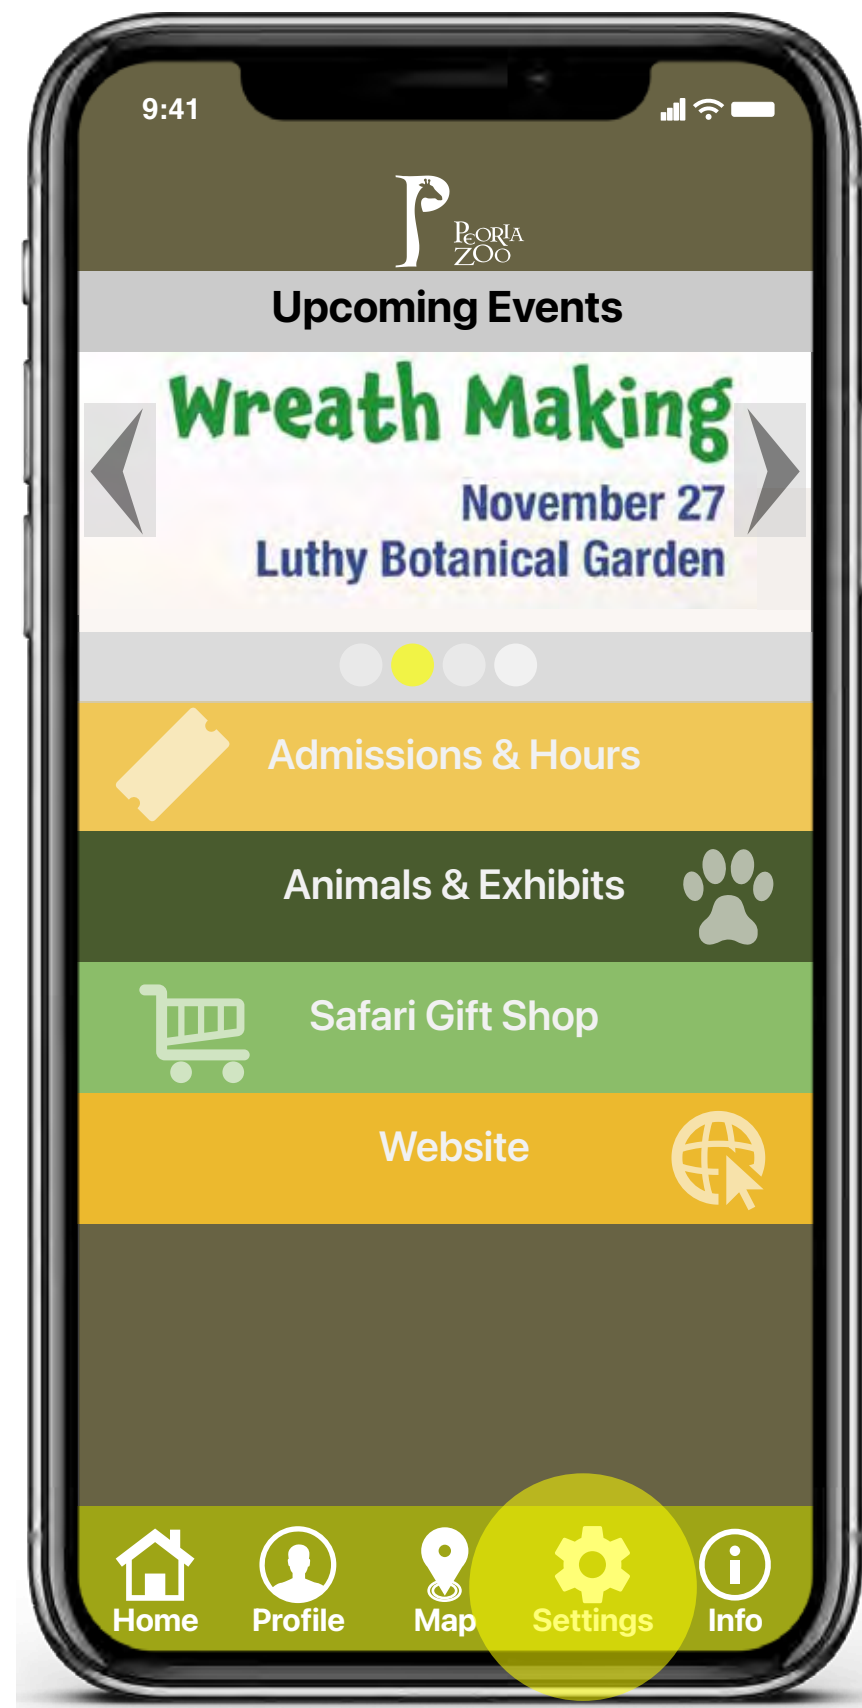 9:41
PEORIA
ZOO
Upcoming Events
Wreath Making
November 27
Luthy Botanical Garden
Admissions & Hours
Animals & Exhibits
Safari Gift Shop
Website
Home Profile Map Settings Info